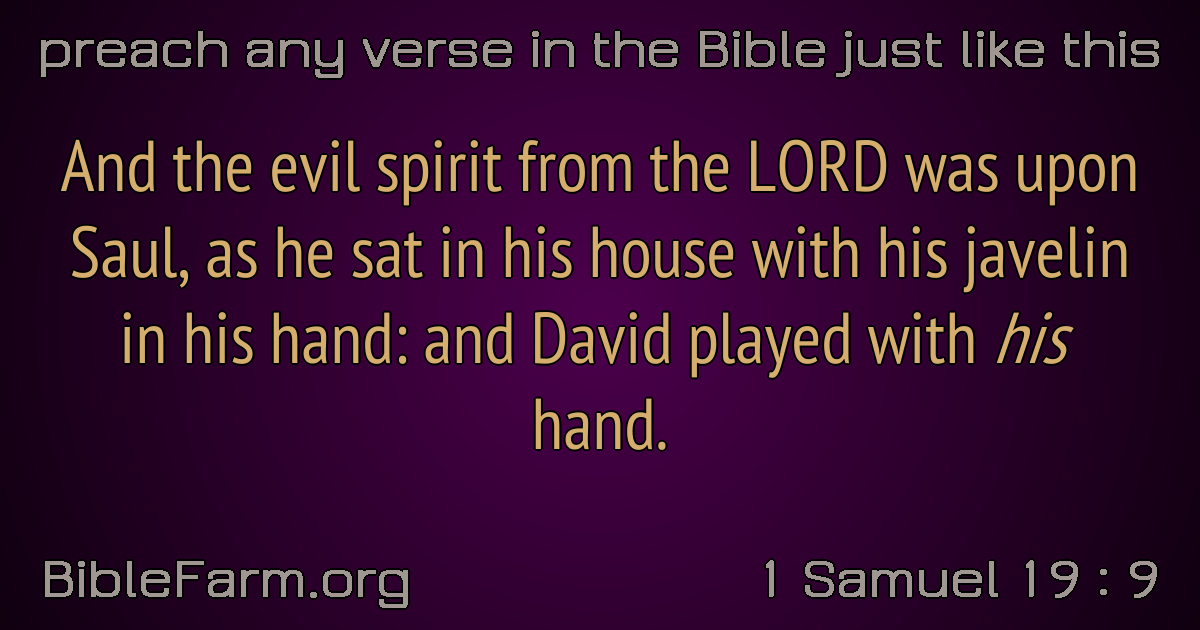 preach any verse in the Bible just like this
And the evil spirit from the LORD was upon
Saul, as he sat in his house with his javelin
in his hand: and David played with his
hand.
BibleFarm.org
1 Samuel 19 : 9